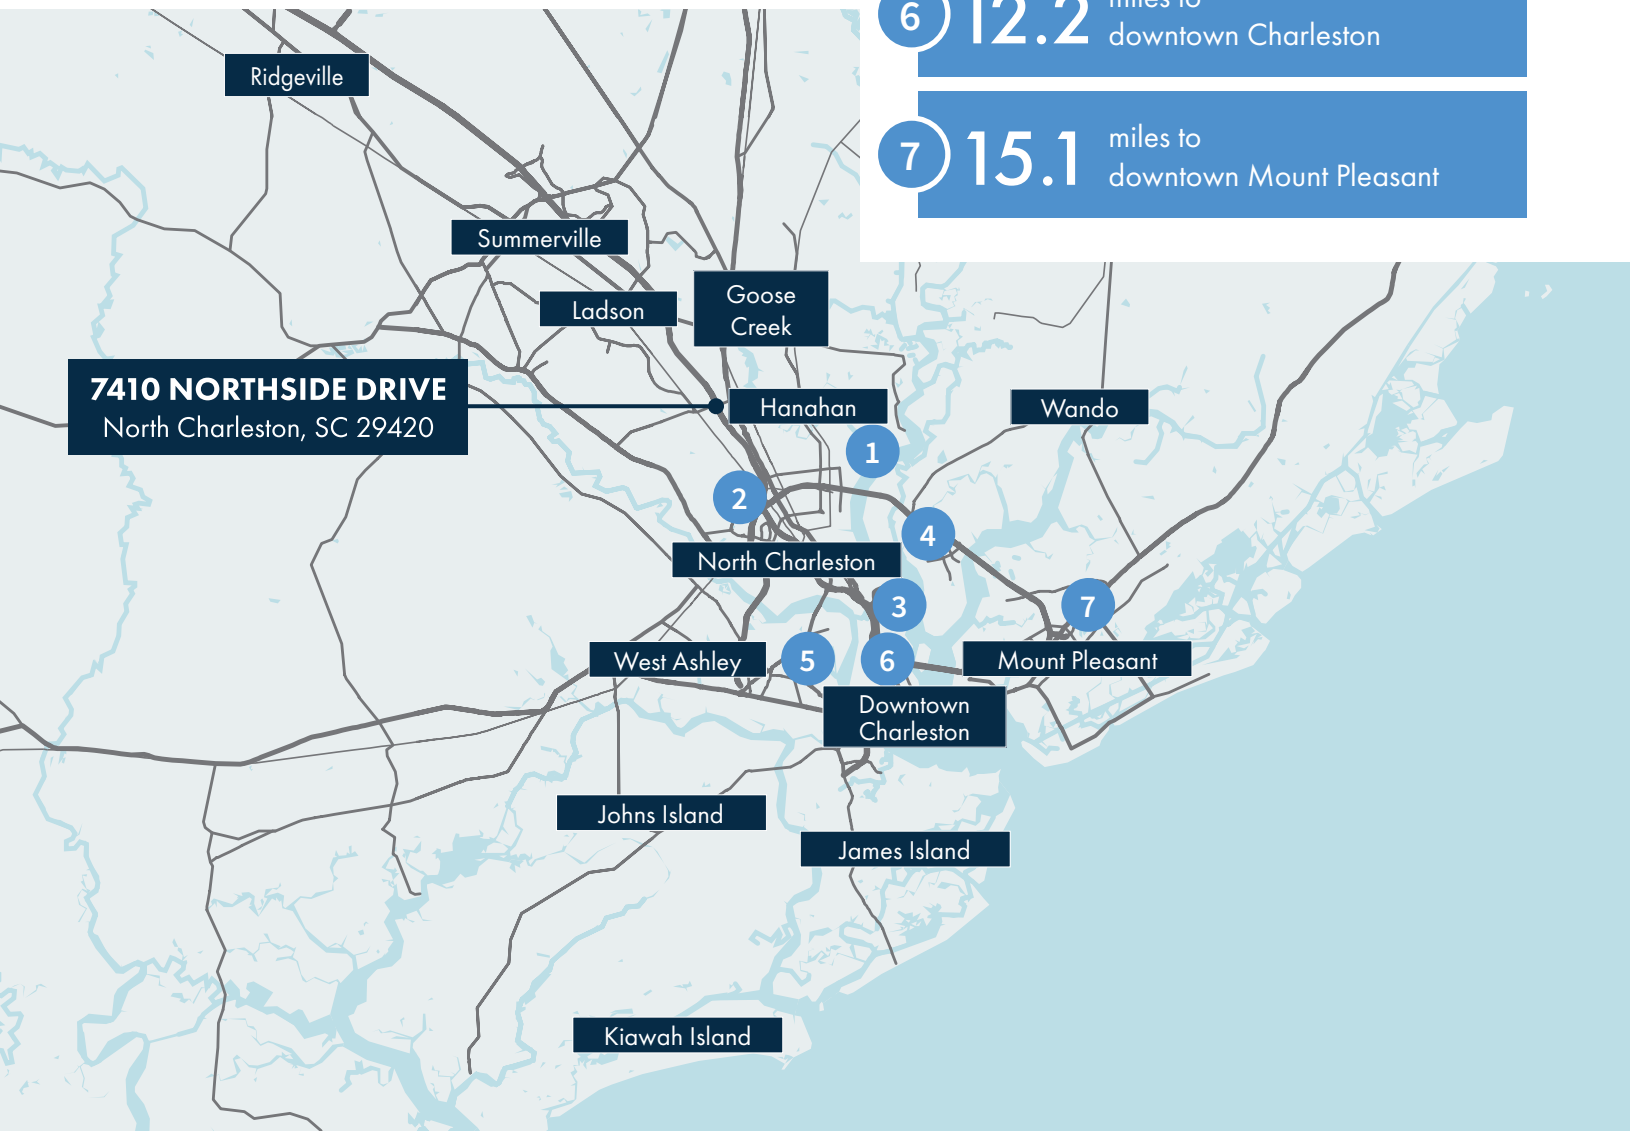 6
12.2
miles to
downtown Charleston
7
15.1
miles to
downtown Mount Pleasant
Ridgeville
Summerville
Ladson
Goose
Creek
7410 NORTHSIDE DRIVE
North Charleston, SC 29420
Hanahan
Wando
1
2
4
North Charleston
3
7
West Ashley
5
6
Mount Pleasant
Downtown
Charleston
Johns Island
James Island
Kiawah Island